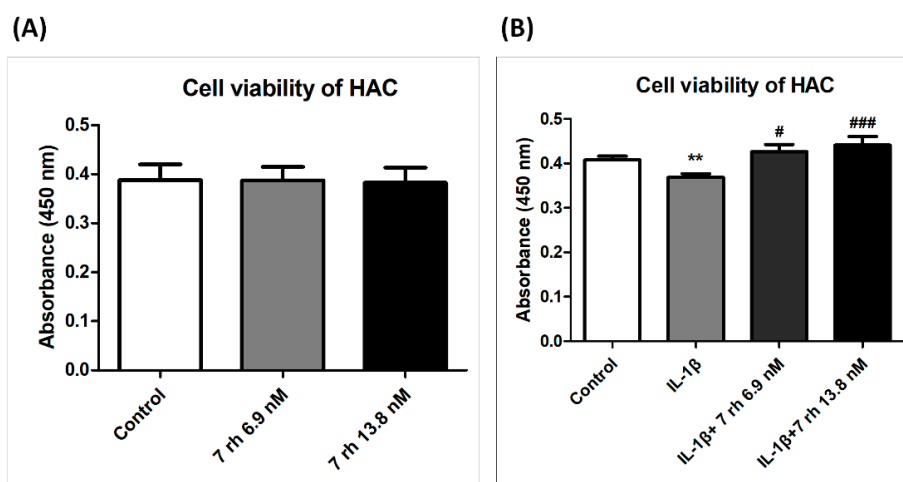 (A)
Cell viability of HAC
Absorbance (450 nm)
0.5
0.4
0.3
0.2
0.1
0.0
Control
7 rh 6.9 nM
7 rh 13.8 nM
(B)
Cell viability of HAC
Absorbance (450 nm)
0.5
0.4
0.3
0.2
0.1
0.0
**
#
###
Control
IL-1β
IL-1β+ 7 rh 6.9 nM
IL-1β+7 rh 13.8 nM